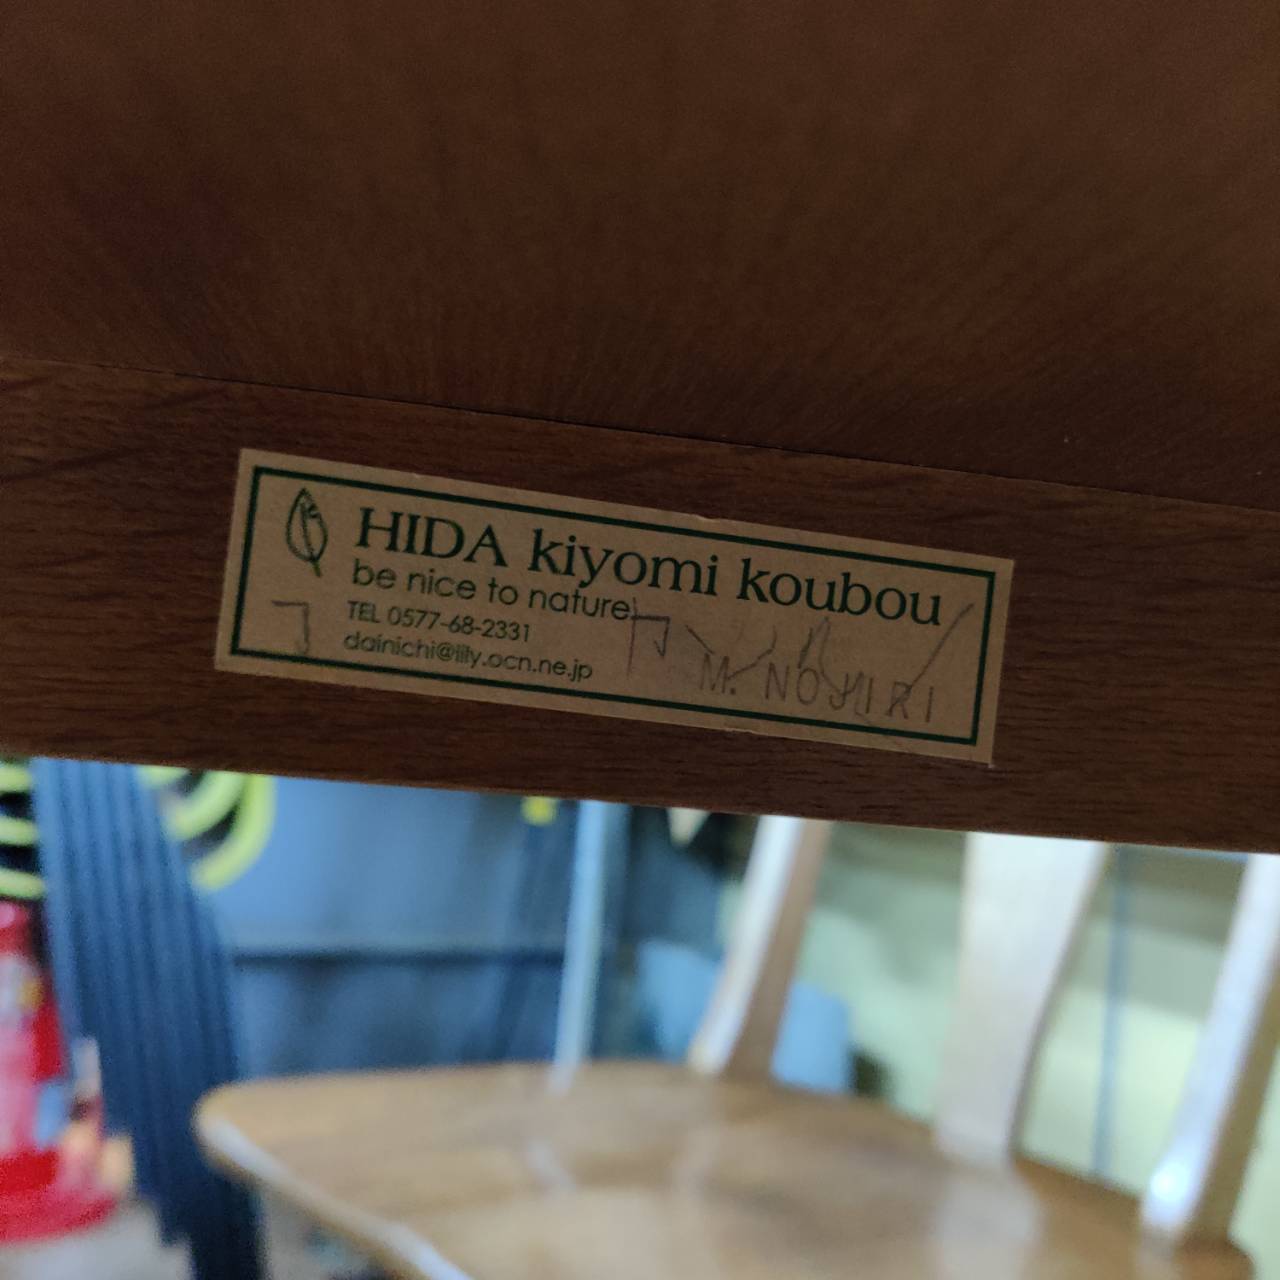 HIDA kiyomi koubou
be nice to nature
TEL 0577-68-2331
dainichi@lily.ocn.ne.jp
M. NOJIRI